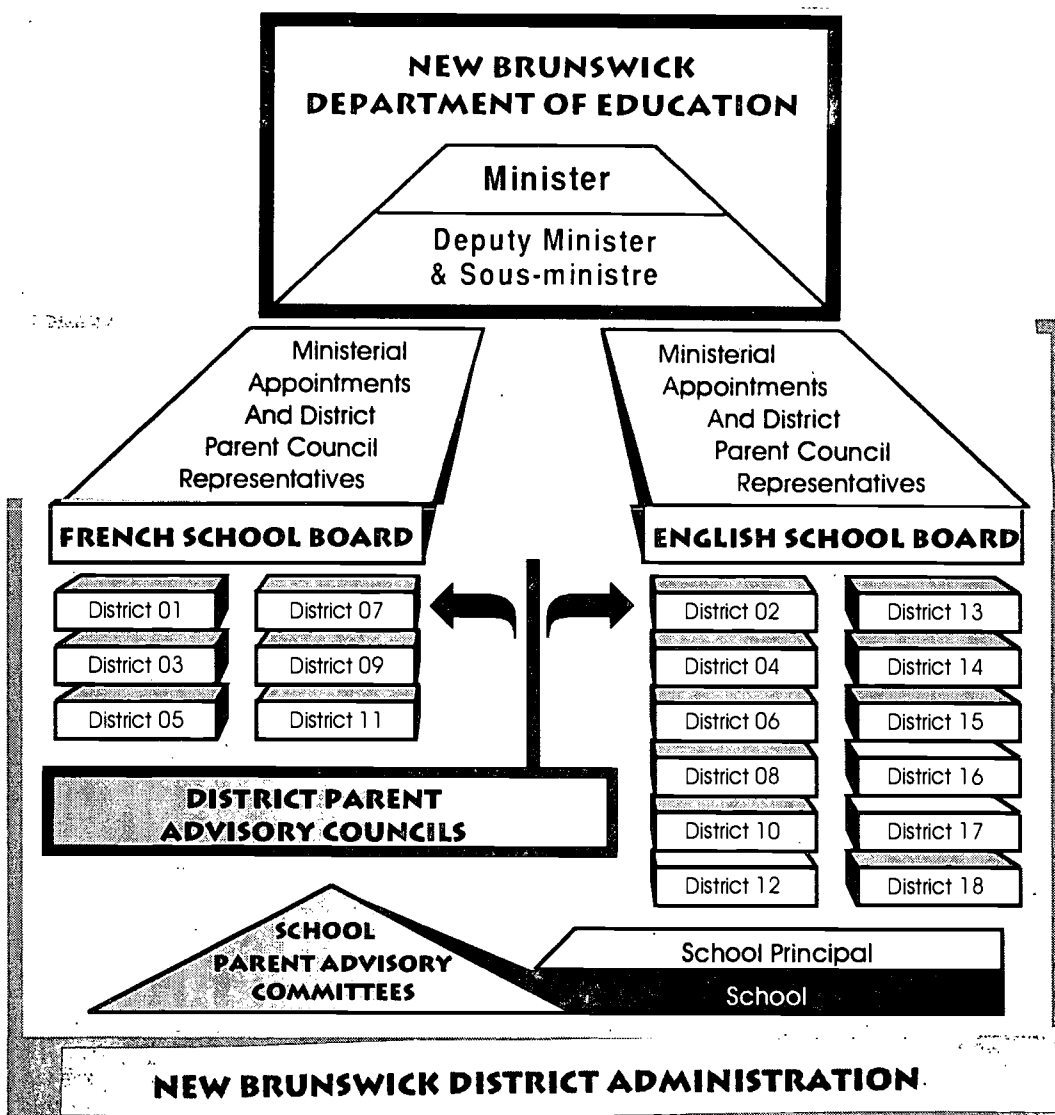 NEW BRUNSWICK
DEPARTMENT OF EDUCATION
Minister
Deputy Minister
& Sous-ministre
Ministerial
Appointments
And District
Parent Council
Representatives
FRENCH SCHOOL BOARD
Ministerial
Appointments
And District
Parent Council
Representatives
ENGLISH SCHOOL BOARD
District 01
District 07
District 03
District 09
District 05
District 11
District 02
District 13
District 04
District 14
District 06
District 15
District 08
District 16
District 10
District 17
District 12
District 18
DISTRICT PARENT
ADVISORY COUNCILS
SCHOOL
PARENT ADVISORY
COMMITTEES
School Principal
School
NEW BRUNSWICK DISTRICT ADMINISTRATION